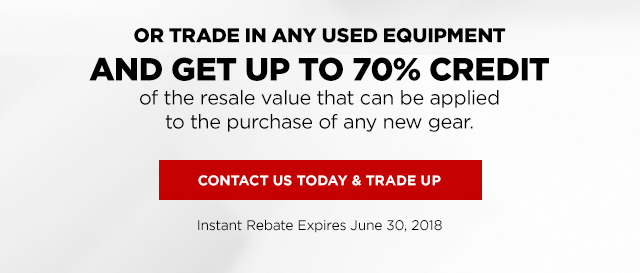 OR TRADE IN ANY USED EQUIPMENT
AND GET UP TO 70% CREDIT
of the resale value that can be applied
to the purchase of any new gear.
CONTACT US TODAY & TRADE UP
Instant Rebate Expires June 30, 2018